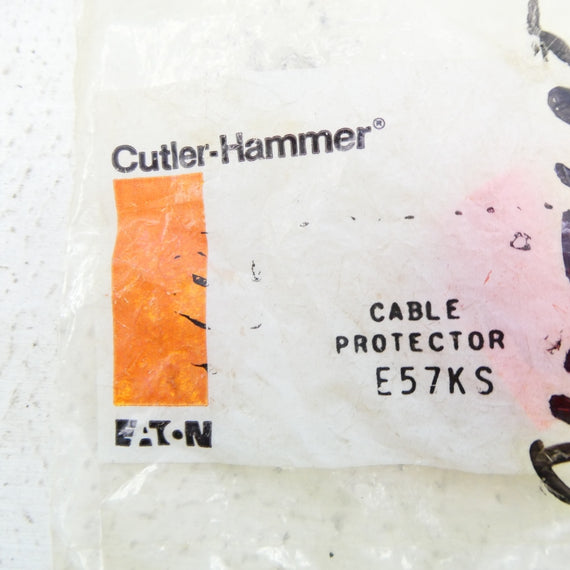 Cutler-Hammer®
CABLE
PROTECTOR
E57KS
EATON